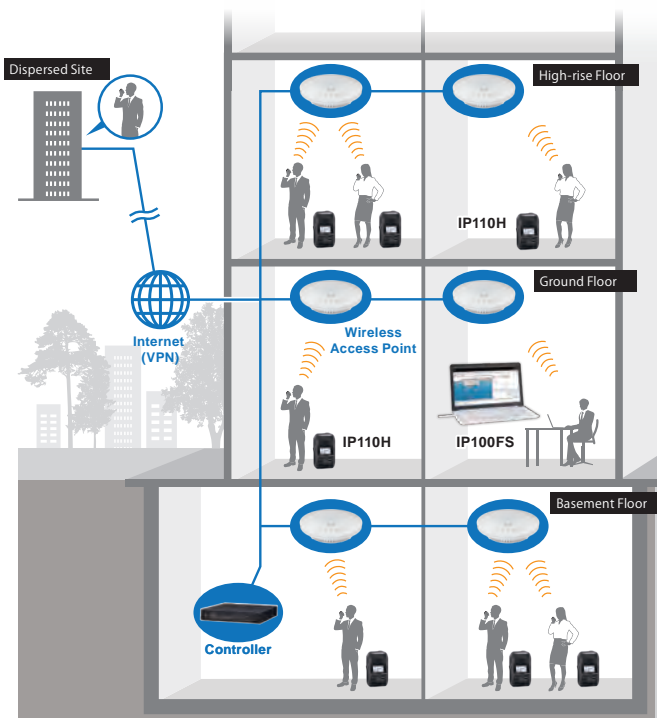 Dispersed Site
High-rise Floor
IP110H
Ground Floor
Internet
(VPN)
Wireless
Access Point
IP110H
IP100FS
Basement Floor
Controller